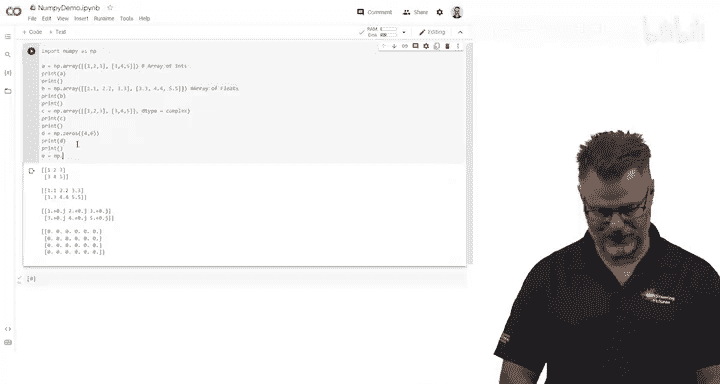 NumpyDemo.ipynb
File Edit View Insert Runtime Tools Help
Comment Share
+ Code + Text
RAM
Disk
Editing
import numpy as np
a = np.array([[1,2,3], [3,4,5]]) # Array of Ints
print(a)
print()
b = np.array([[1.1, 2.2, 3.3], [3.3, 4.4, 5.5]]) #Array of Floats
print(b)
print()
c = np.array([[1,2,3], [3,4,5]], dtype = complex)
print(c)
print()
d = np.zeros((4,6))
print(d)
print()
e = np.
[[1 2 3]
[3 4 5]]
[[1.1 2.2 3.3]
[3.3 4.4 5.5]]
[[1.+0.j 2.+0.j 3.+0.j]
[3.+0.j 4.+0.j 5.+0.j]]
[[0. 0. 0. 0. 0. 0.]
[0. 0. 0. 0. 0. 0.]
[0. 0. 0. 0. 0. 0.]
[0. 0. 0. 0. 0. 0.]]